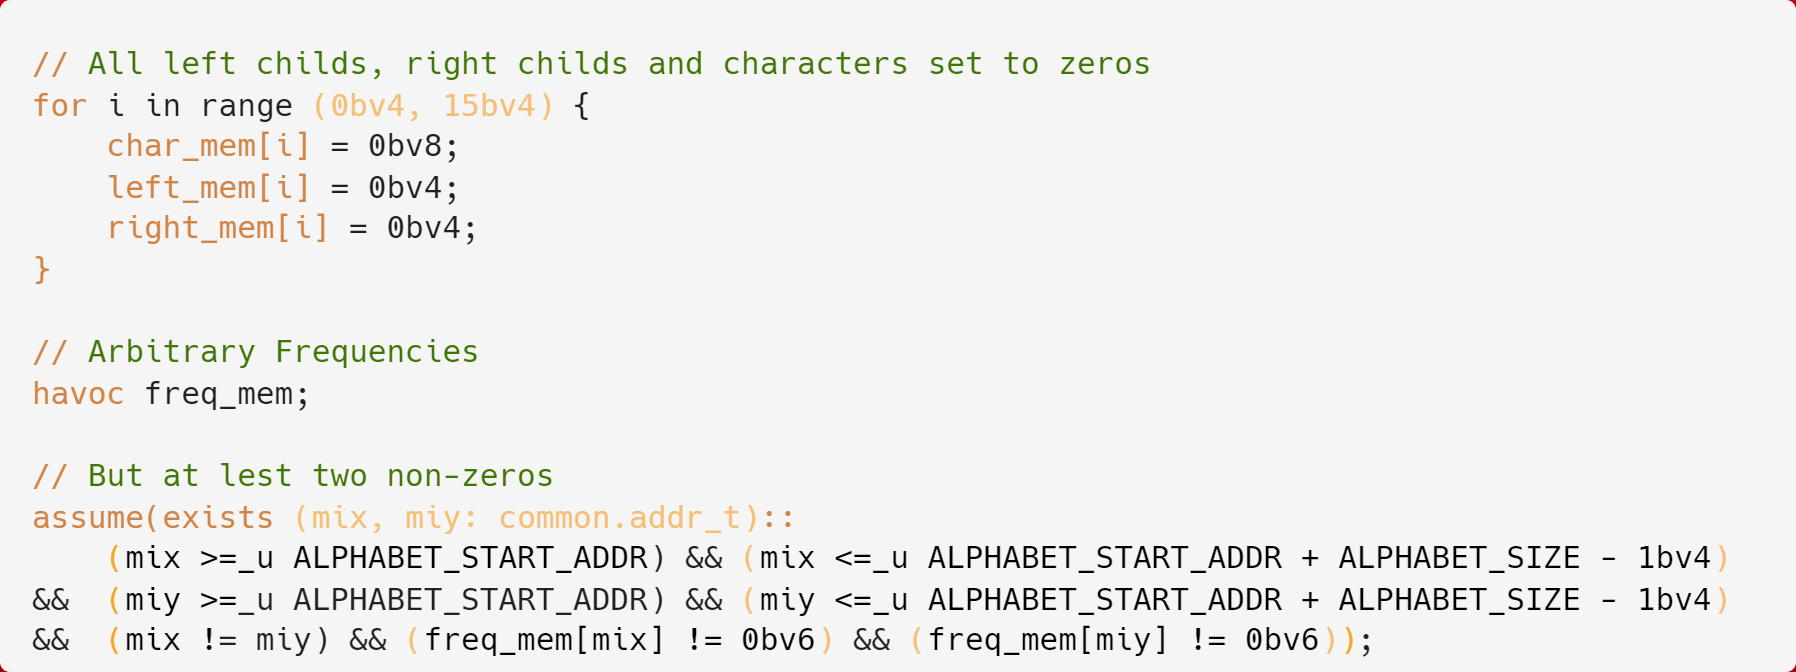 // All left childs, right childs and characters set to zeros
for i in range (0bv4, 15bv4) {
    char_mem[i] = 0bv8;
    left_mem[i] = 0bv4;
    right_mem[i] = 0bv4;
}

// Arbitrary Frequencies
havoc freq_mem;

// But at lest two non-zeros
assume(exists (mix, miy: common.addr_t)::
    (mix >=_u ALPHABET_START_ADDR) && (mix <=_u ALPHABET_START_ADDR + ALPHABET_SIZE - 1bv4)
&&  (miy >=_u ALPHABET_START_ADDR) && (miy <=_u ALPHABET_START_ADDR + ALPHABET_SIZE - 1bv4)
&&  (mix != miy) && (freq_mem[mix] != 0bv6) && (freq_mem[miy] != 0bv6));